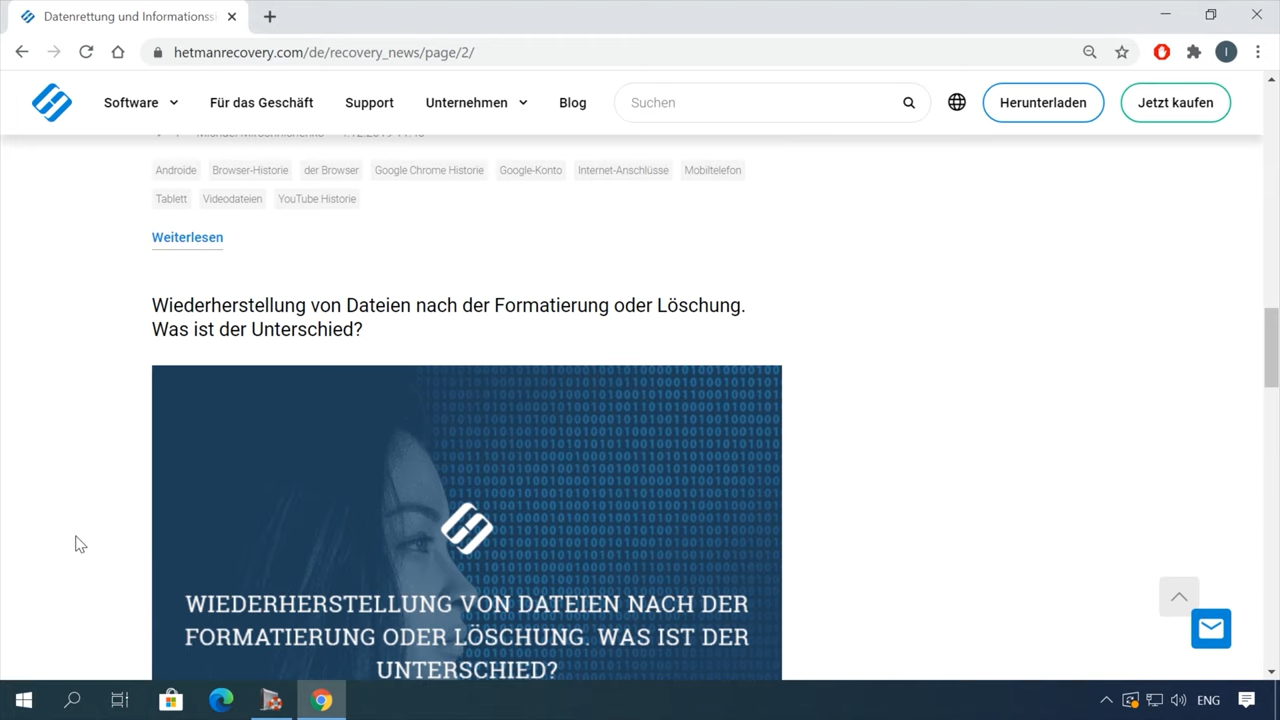 Datenrettung und Informationss
hetmanrecovery.com/de/recovery_news/page/2/
I
Software
Für das Geschäft
Support
Unternehmen
Blog
Suchen
Herunterladen
Jetzt kaufen
Androide Browser-Historie der Browser Google Chrome Historie Google-Konto Internet-Anschlüsse Mobiltelefon
Tablett Videodateien YouTube Historie
Weiterlesen
Wiederherstellung von Dateien nach der Formatierung oder Löschung.
Was ist der Unterschied?
WIEDERHERSTELLUNG VON DATEIEN NACH DER
FORMATIERUNG ODER LÖSCHUNG. WAS IST DER
UNTERSCHIED?
ENG